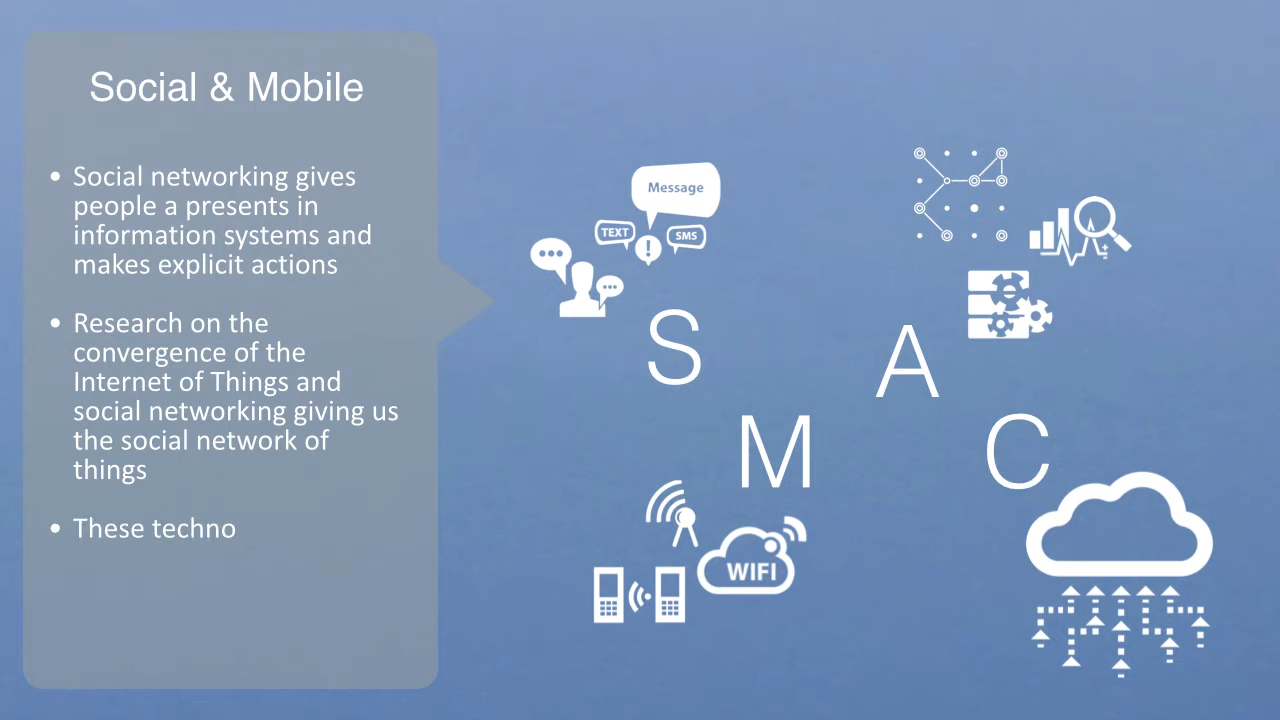 Social & Mobile
• Social networking gives
people a presents in
information systems and
makes explicit actions
• Research on the
convergence of the
Internet of Things and
social networking giving us
the social network of
things
• These techno
Message
TEXT
!
SMS
S
A
M
C
WIFI